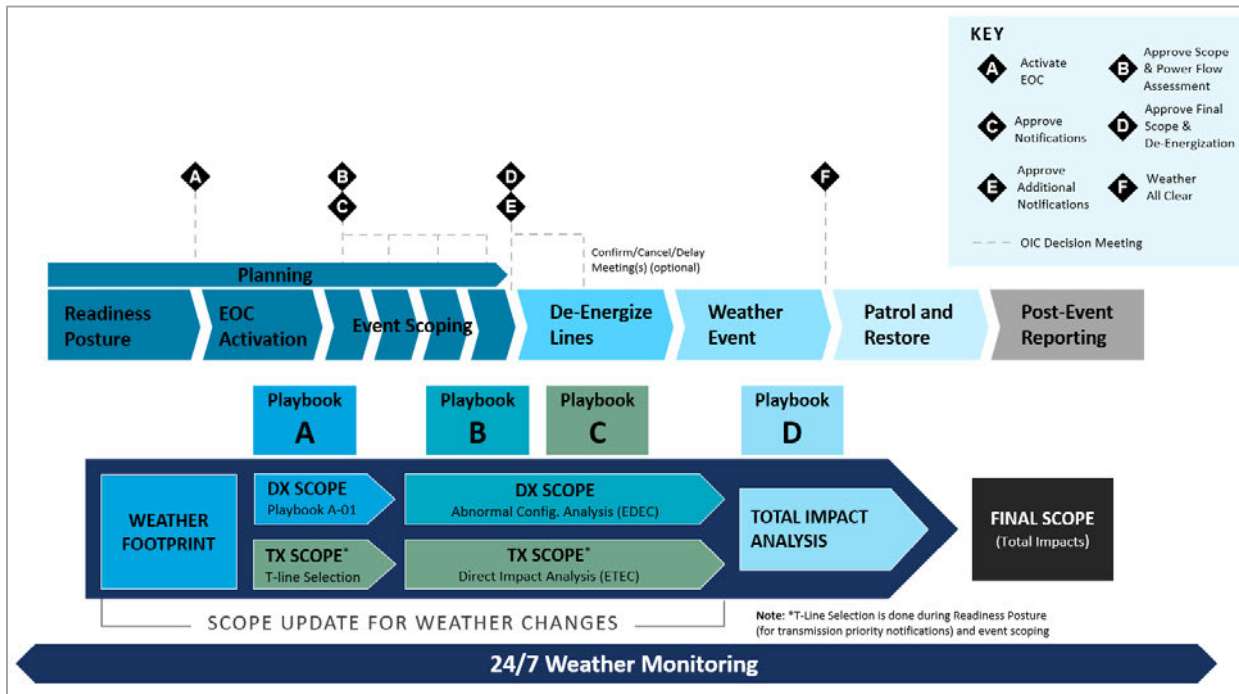 KEY
A
Activate
EOC
B
Approve Scope
& Power Flow
Assessment
C
Approve
Notifications
D
Approve Final
Scope &
De-Energization
E
Approve
Additional
Notifications
F
Weather
All Clear
OIC Decision Meeting
A
B
C
D
E
F
Confirm/Cancel/Delay
Meeting(s) (optional)
Planning
Readiness
Posture
EOC
Activation
Event Scoping
De-Energize
Lines
Weather
Event
Patrol and
Restore
Post-Event
Reporting
Playbook
A
Playbook
B
Playbook
C
Playbook
D
WEATHER
FOOTPRINT
DX SCOPE
Playbook A-01
TX SCOPE*
T-line Selection
DX SCOPE
Abnormal Config. Analysis (EDEC)
TX SCOPE*
Direct Impact Analysis (ETEC)
TOTAL IMPACT
ANALYSIS
FINAL SCOPE
(Total Impacts)
SCOPE UPDATE FOR WEATHER CHANGES
Note: *T-Line Selection is done during Readiness Posture
(for transmission priority notifications) and event scoping
24/7 Weather Monitoring